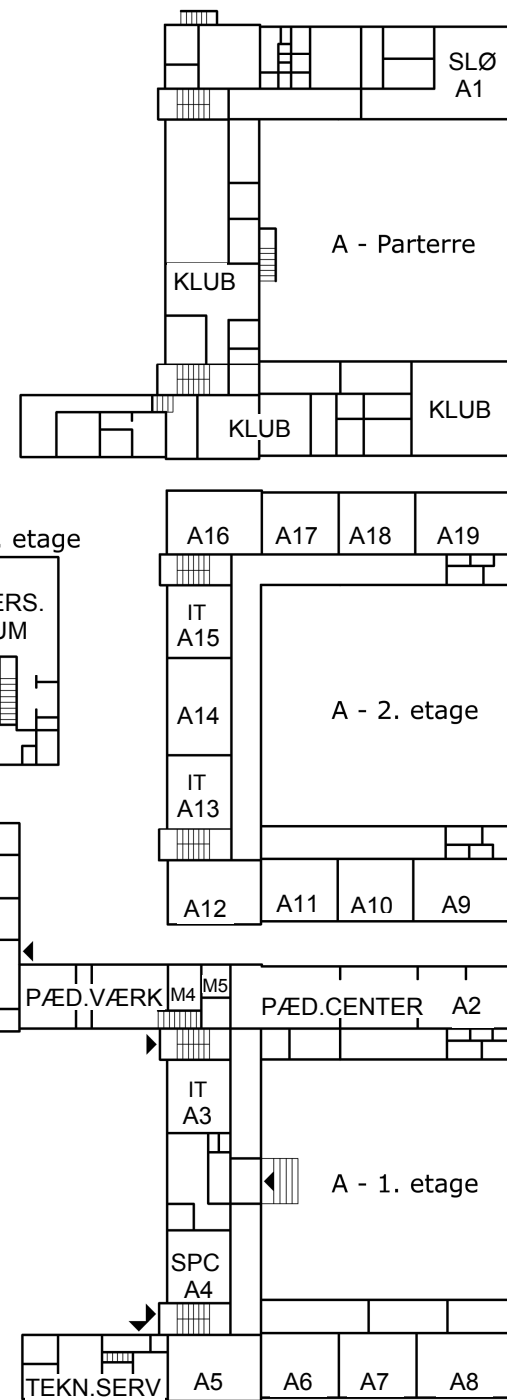 SLØ
A1
A - Parterre
KLUB
KLUB
KLUB
A16
A17
A18
A19
. etage
ERS.
UM
IT
A15
A14
A - 2. etage
IT
A13
A12
A11
A10
A9
PÆD.VÆRK
M4
M5
PÆD.CENTER
A2
IT
A3
A - 1. etage
SPC
A4
TEKN.SERV
A5
A6
A7
A8